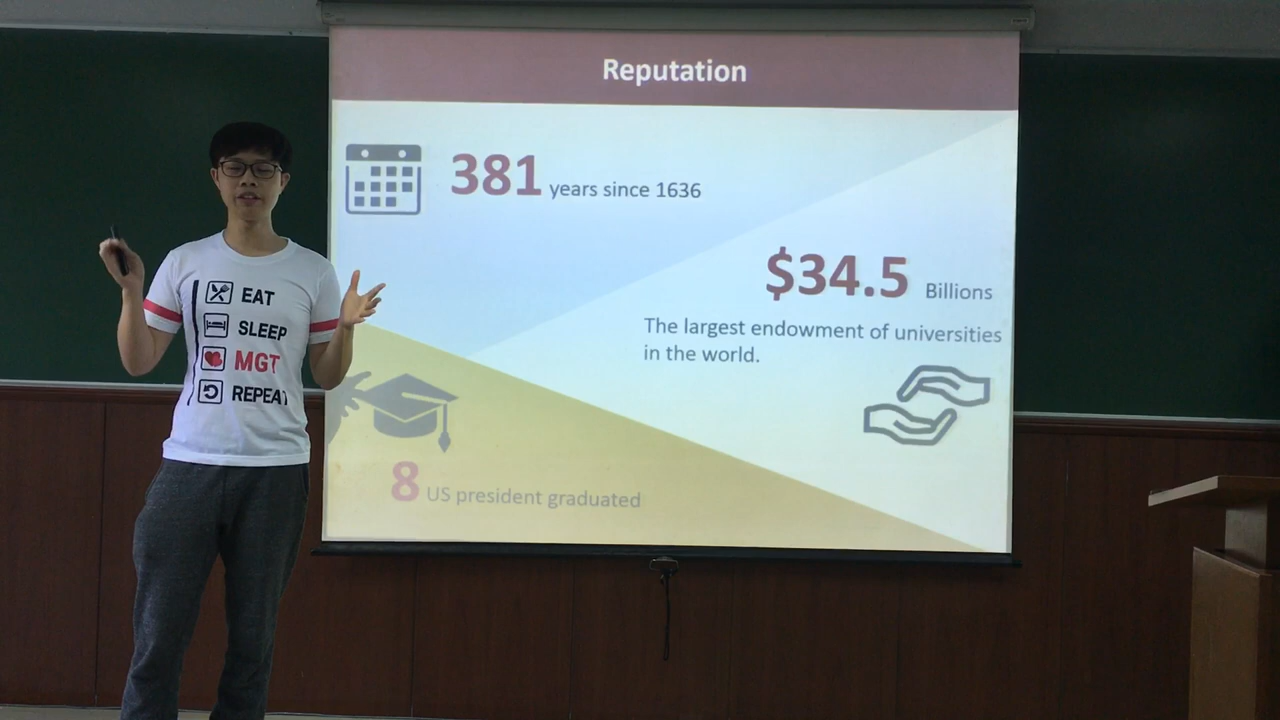 Reputation
381 years since 1636
$34.5 Billions
The largest endowment of universities
in the world.
8 US president graduated
EAT
SLEEP
MGT
REPEAT